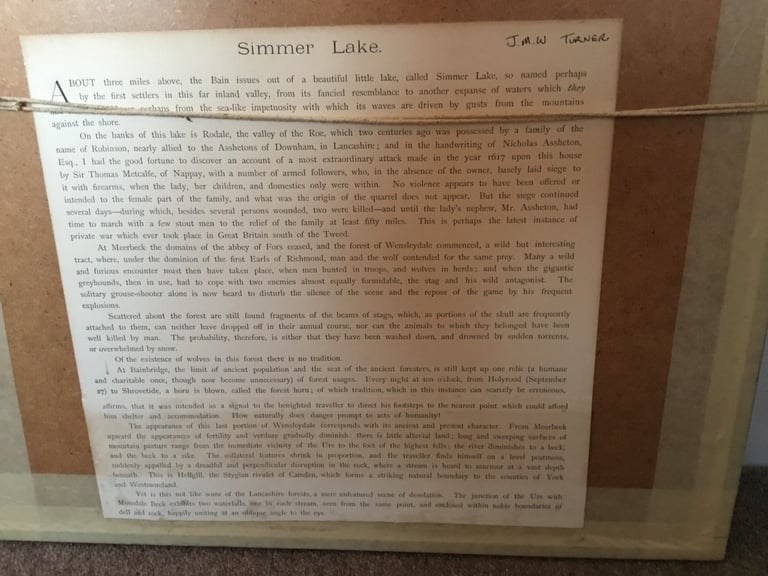 Simmer Lake.
J.M.W TURNER
ABOUT three miles above, the Bain issues out of a beautiful little lake, called Simmer Lake, so named perhaps
by the first settlers in this far inland valley, from its fancied resemblance to another expanse of waters which they
perhaps from the sea-like impetuosity with which its waves are driven by gusts from the mountains
against the shore.
On the banks of this lake is Rodale, the valley of the Roe, which two centuries ago was possessed by a family of the
name of Robinson, nearly allied to the Asshetons of Downham, in Lancashire; and in the handwriting of Nicholas Assheton,
Esq., I had the good fortune to discover an account of a most extraordinary attack made in the year 1617 upon this house
by Sir Thomas Metcalfe, of Nappay, with a number of armed followers, who, in the absence of the owner, basely laid siege to
it with firearms, when the lady, her children, and domestics only were within. No violence appears to have been offered or
intended to the female part of the family, and what was the origin of the quarrel does not appear. But the siege continued
several days—during which, besides several persons wounded, two were killed—and until the lady's nephew, Mr. Assheton, had
time to march with a few stout men to the relief of the family at least fifty miles. This is perhaps the latest instance of
private war which ever took place in Great Britain south of the Tweed.
At Meerbeck the domains of the abbey of Fors ceased, and the forest of Wensleydale commenced, a wild but interesting
tract, where, under the dominion of the first Earls of Richmond, man and the wolf contended for the same prey. Many a wild
and furious encounter must then have taken place, when men hunted in troops, and wolves in herds; and when the gigantic
greyhounds, then in use, had to cope with two enemies almost equally formidable, the stag and his wild antagonist. The
solitary grouse-shooter alone is now heard to disturb the silence of the scene and the repose of the game by his frequent
explosions.
Scattered about the forest are still found fragments of the beams of stags, which, as portions of the skull are frequently
attached to them, can neither have dropped off in their annual course, nor can the animals to which they belonged have been
well killed by man. The probability, therefore, is either that they have been washed down, and drowned by sudden torrents,
or overwhelmed by snow.
Of the existence of wolves in this forest there is no tradition.
At Bainbridge, the limit of ancient population and the seat of the ancient foresters, is still kept up one relic (a humane
and charitable once, though now become unnecessary) of forest usages. Every night at ten o'clock, from Holyrood (September
27) to Shrovetide, a horn is blown, called the forest horn; of which tradition, which in this instance can scarcely be erroneous,
affirms, that it was intended as a signal to the benighted traveller to direct his footsteps to the nearest point which could afford
him shelter and accommodation. How naturally does danger prompt to acts of humanity!
The appearance of this last portion of Wensleydale corresponds with its ancient and present character. From Meerbeck
upward the appearances of fertility and verdure gradually diminish: there is little alluvial land; long and sweeping surfaces of
mountain pasture range from the immediate vicinity of the Ure to the foot of the highest fells; the river diminishes to a beck,
and the beck to a sike. The collateral features shrink in proportion, and the traveller finds himself on a level peatmoss,
suddenly appalled by a dreadful and perpendicular disruption in the rock, where a stream is heard to murmur at a vast depth
beneath. This is Hellgill, the Stygian rivulet of Camden, which forms a striking natural boundary to the counties of York
and Westmoreland.
Yet is this not like some of the Lancashire forests, a mere unfeatured scene of desolation. The junction of the Ure with
Mossdale Beck exhibits two waterfalls, one in each stream, seen from the same point, and enclosed within noble boundaries of
dell and rock, happily uniting at an oblique angle to the eye.